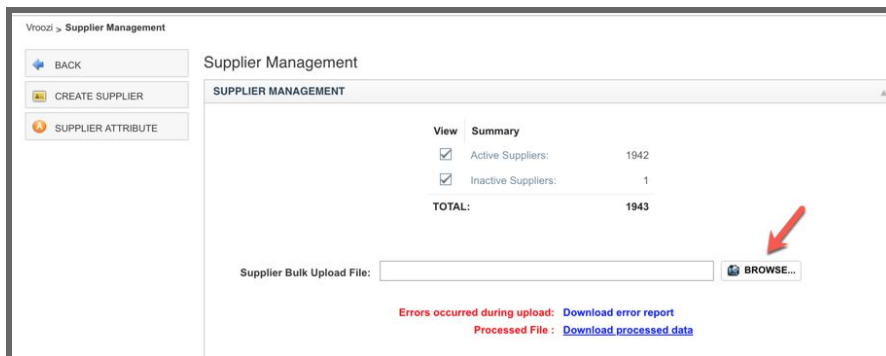 Vroozi > Supplier Management
BACK
CREATE SUPPLIER
SUPPLIER ATTRIBUTE
Supplier Management
SUPPLIER MANAGEMENT
View Summary
Active Suppliers: 1942
Inactive Suppliers: 1
TOTAL: 1943
Supplier Bulk Upload File: BROWSE...
Errors occurred during upload: Download error report
Processed File : Download processed data